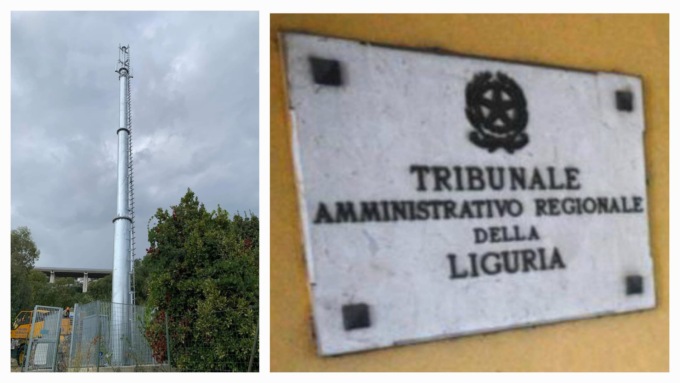 TRIBUNALE
AMMINISTRATIVO REGIONALE
DELLA
LIGURIA